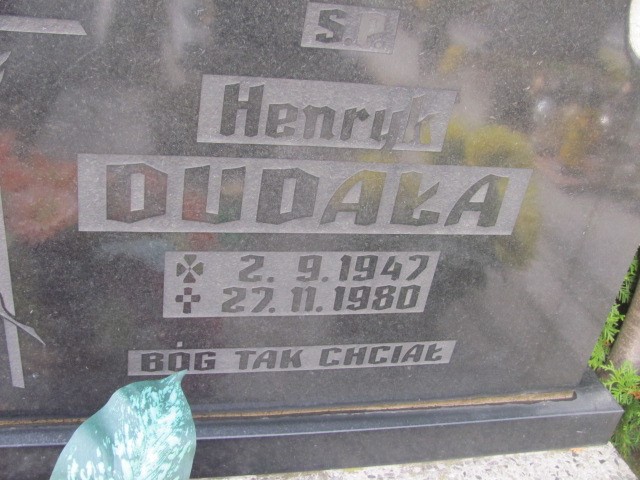 Ś.P.
Henryk
DUDAŁA
2. 9. 1947
27. 11. 1980
BÓG TAK CHCIAŁ